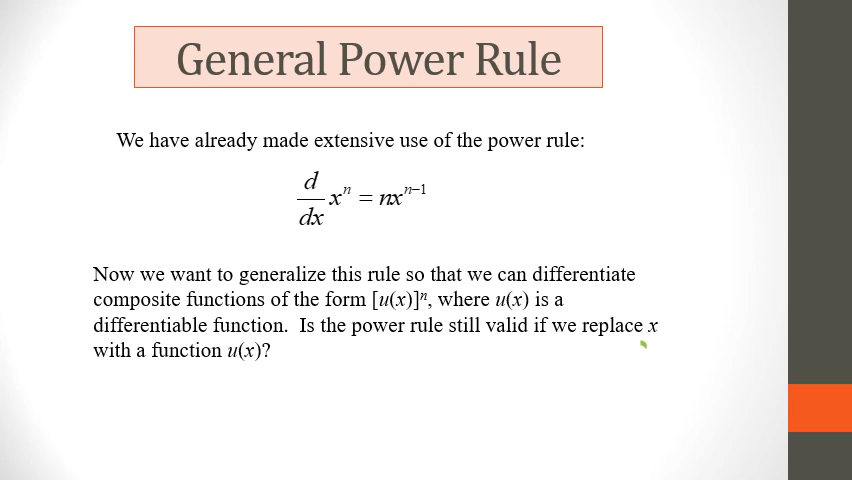 General Power Rule
We have already made extensive use of the power rule:
d/dx xⁿ = nxⁿ⁻¹
Now we want to generalize this rule so that we can differentiate
composite functions of the form [u(x)]ⁿ, where u(x) is a
differentiable function. Is the power rule still valid if we replace x
with a function u(x)?